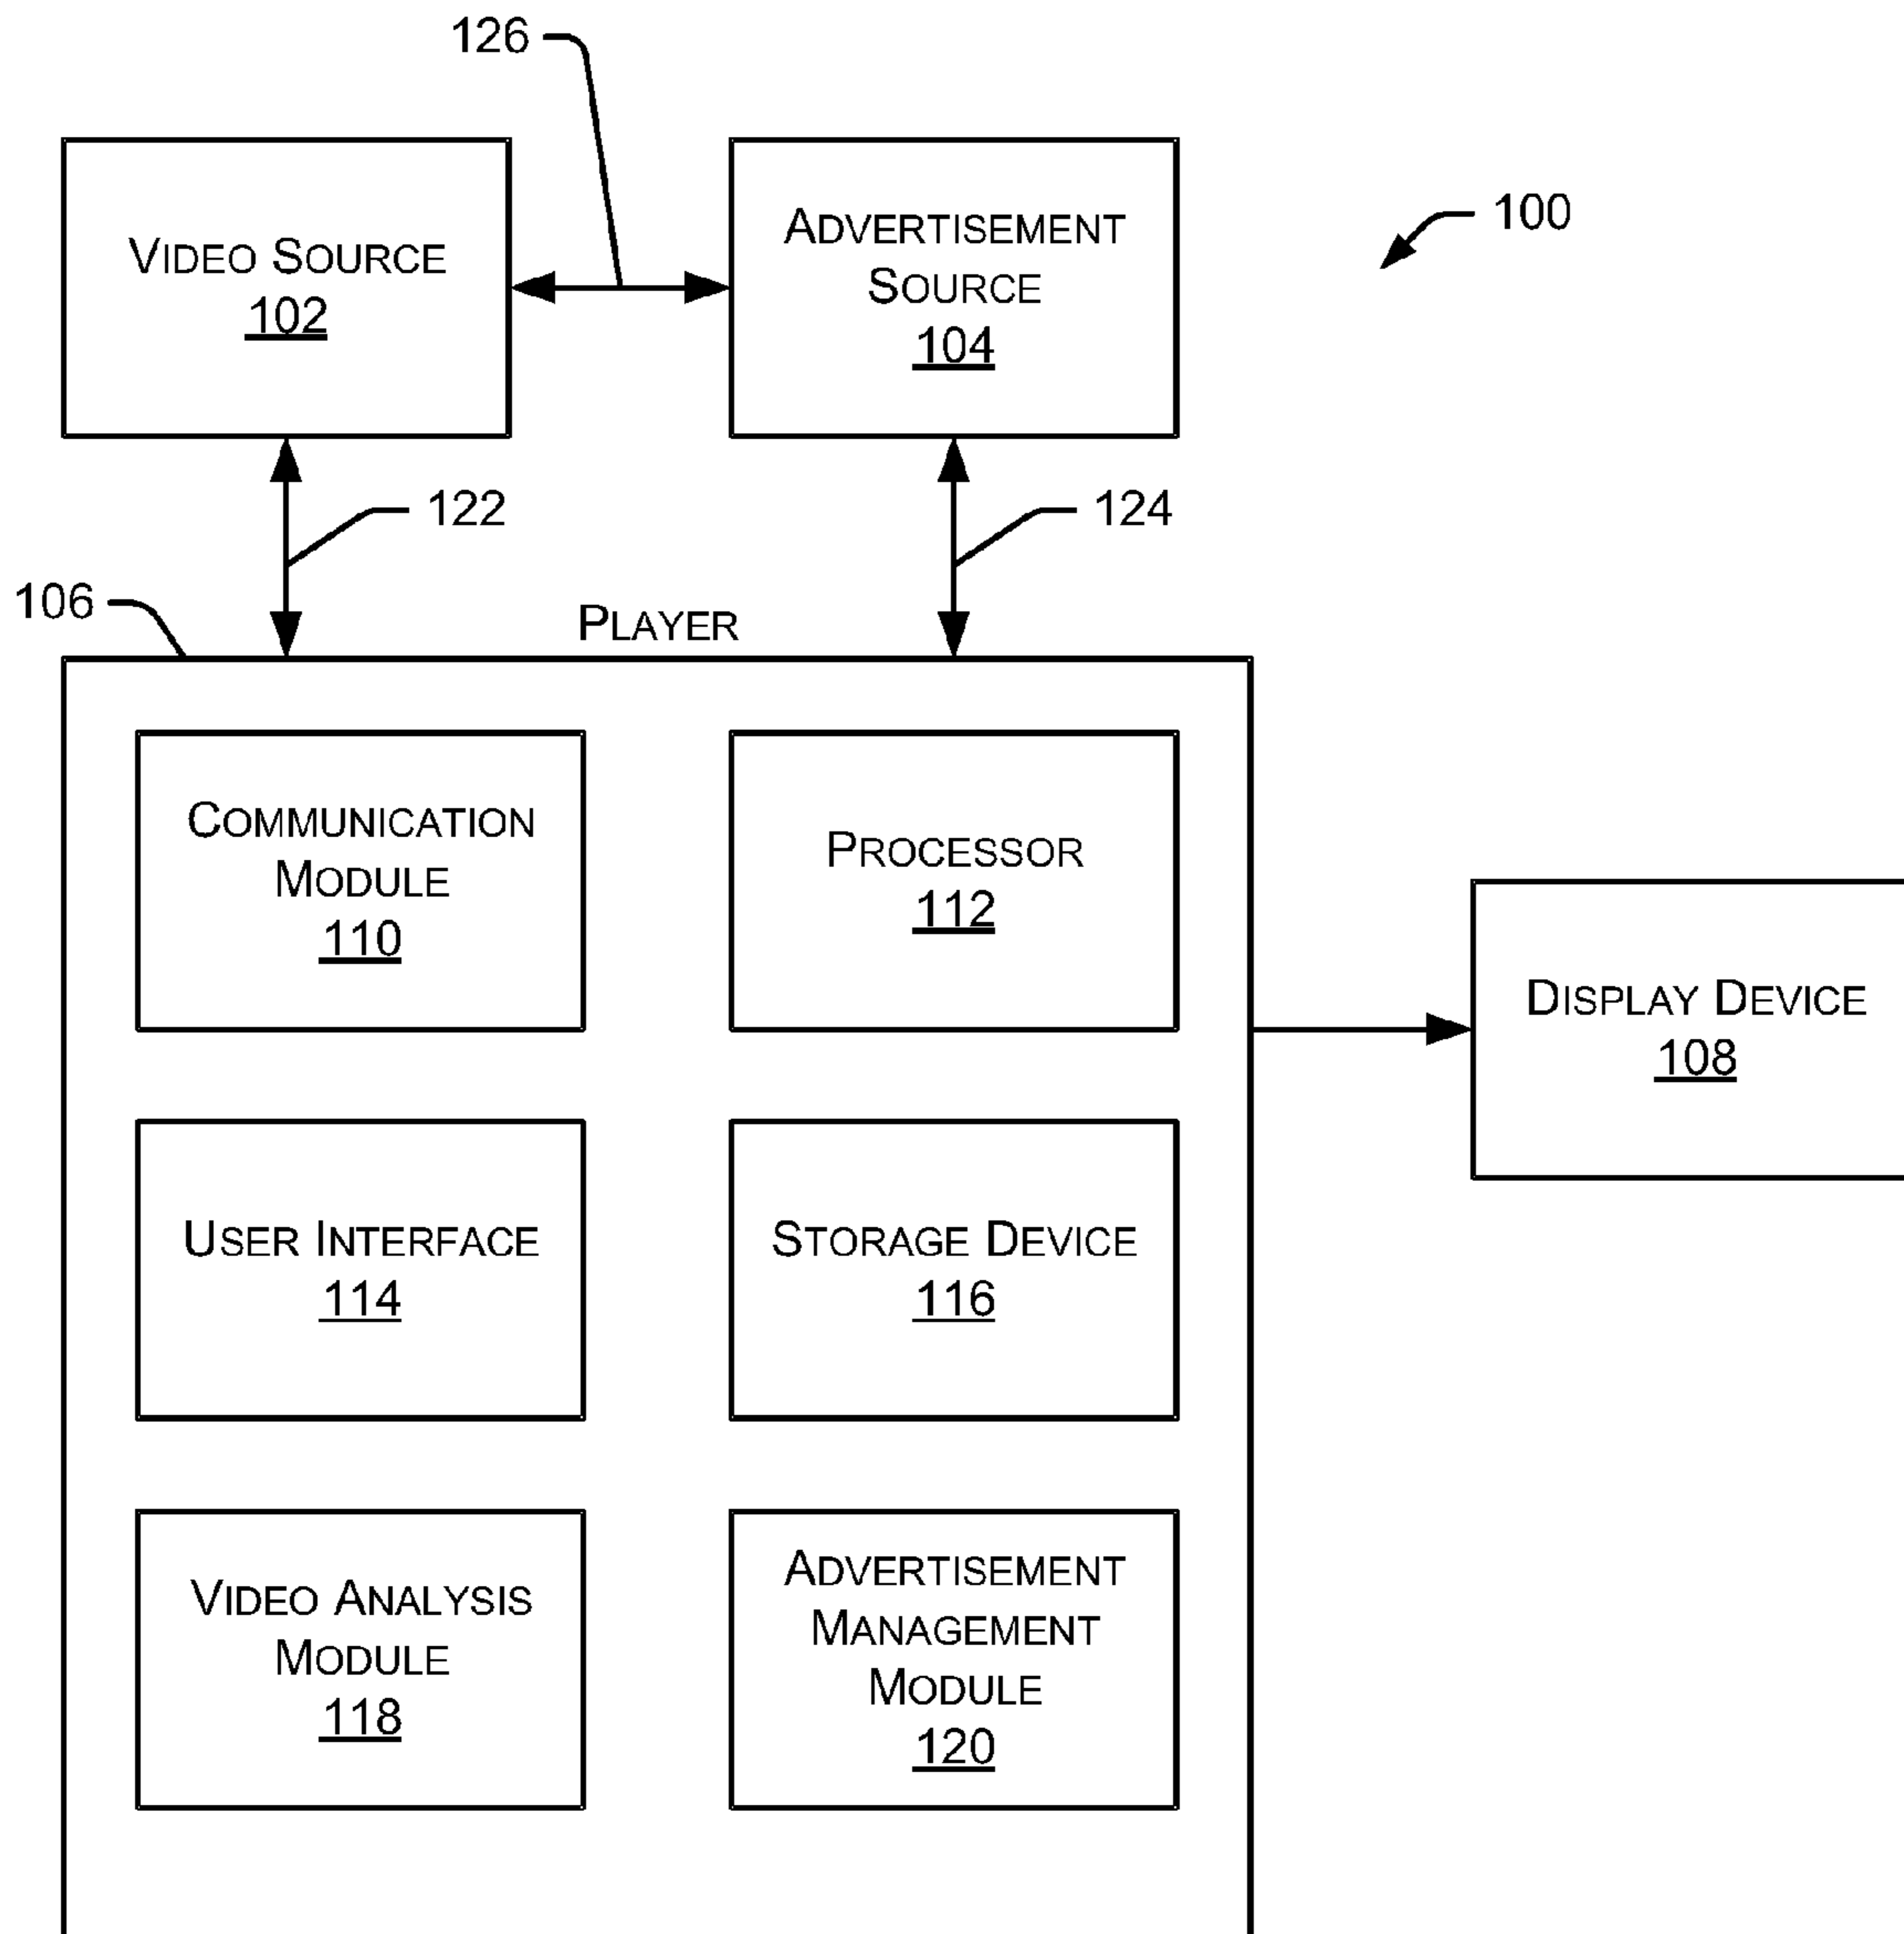 126
VIDEO SOURCE
102
ADVERTISEMENT
SOURCE
104
100
122
124
106
PLAYER
COMMUNICATION
MODULE
110
PROCESSOR
112
DISPLAY DEVICE
108
USER INTERFACE
114
STORAGE DEVICE
116
VIDEO ANALYSIS
MODULE
118
ADVERTISEMENT
MANAGEMENT
MODULE
120